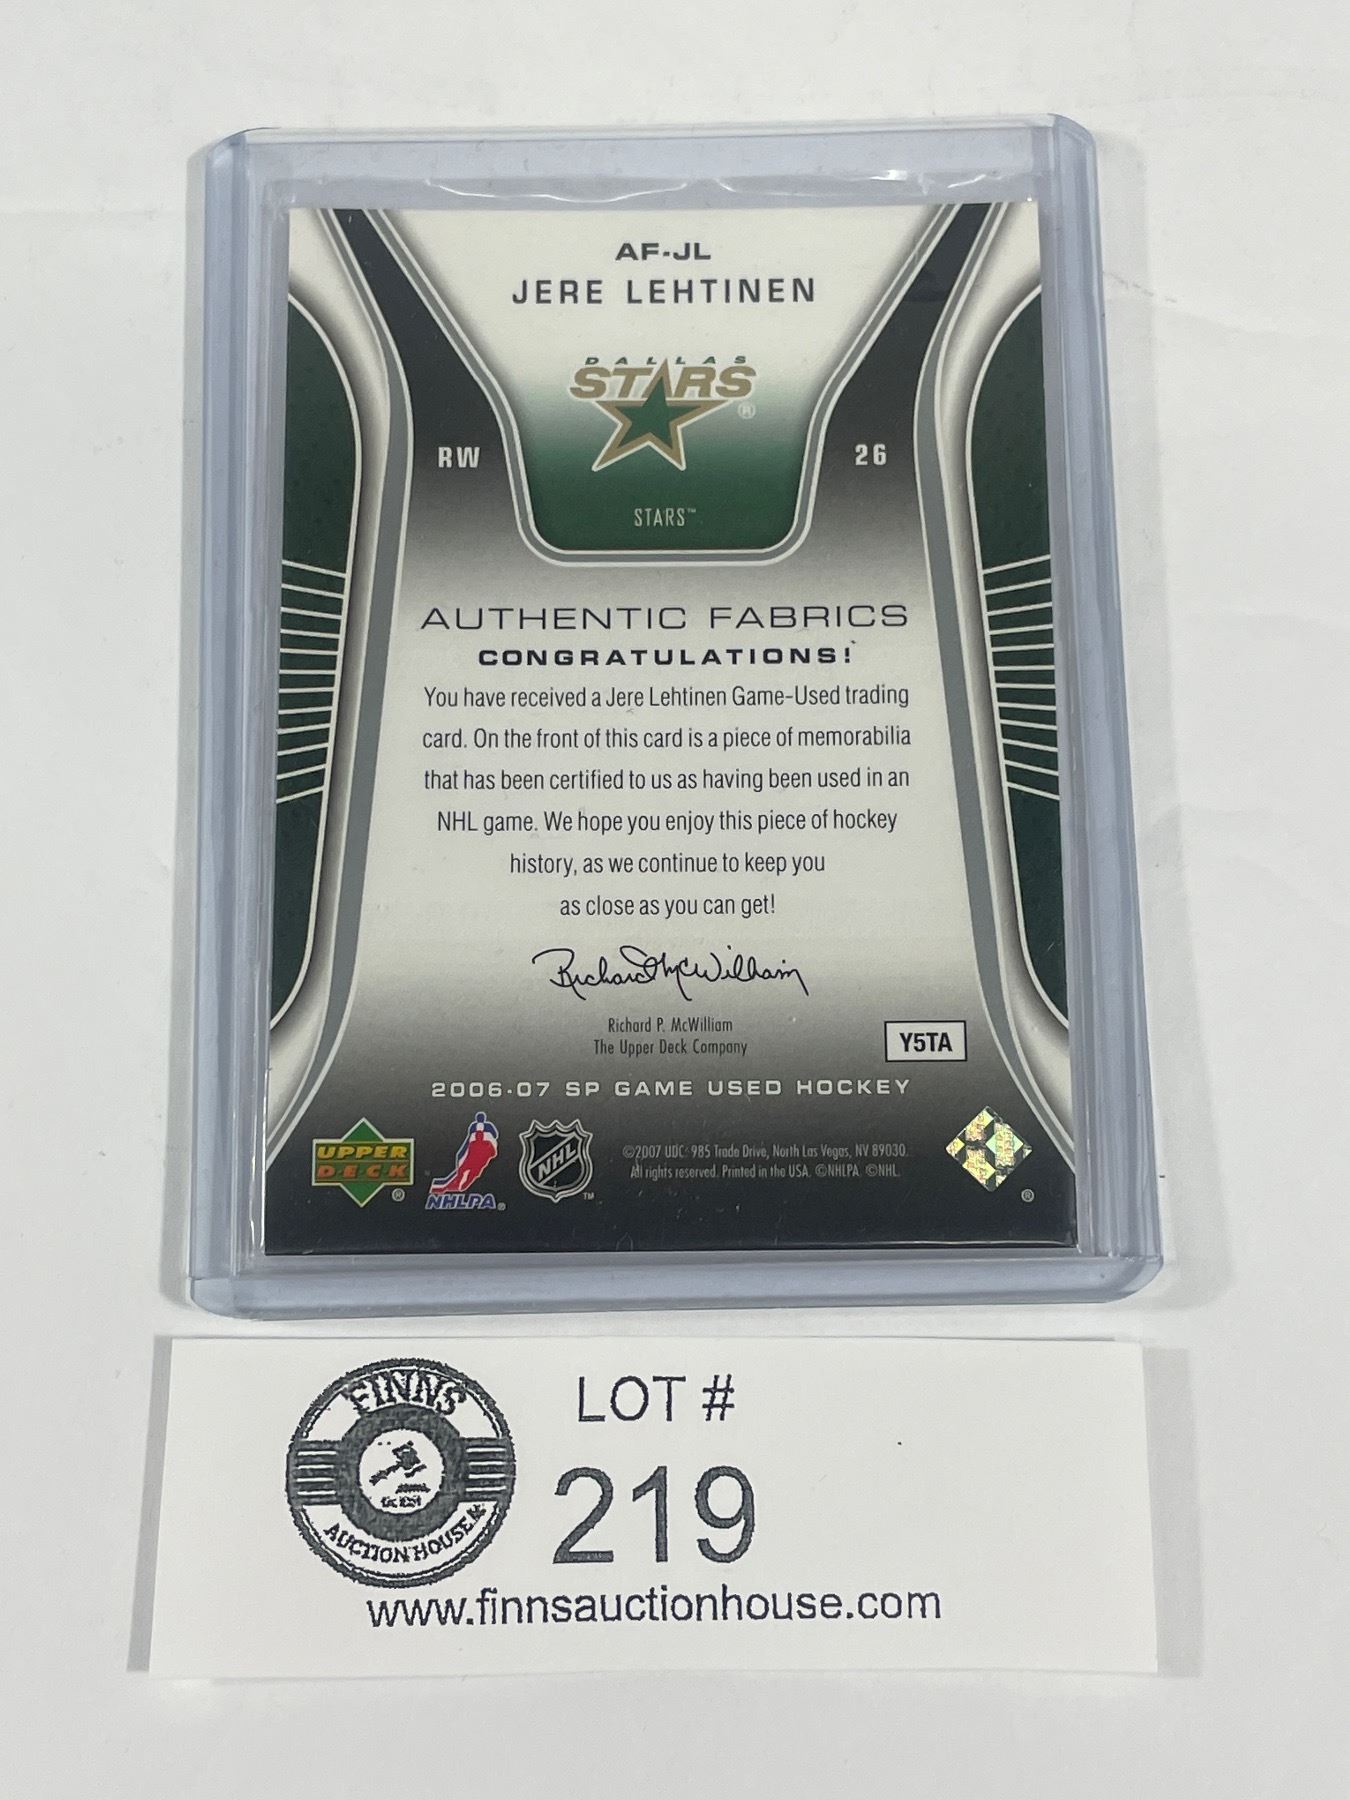 AF-JL
JERE LEHTINEN
DALLAS
STARS
®
RW
26
STARS™
AUTHENTIC FABRICS
CONGRATULATIONS!
You have received a Jere Lehtinen Game-Used trading
card. On the front of this card is a piece of memorabilia
that has been certified to us as having been used in an
NHL game. We hope you enjoy this piece of hockey
history, as we continue to keep you
as close as you can get!
Richard McWilliam
Richard P. McWilliam
The Upper Deck Company
Y5TA
2006-07 SP GAME USED HOCKEY
UPPER
DECK
®
NHLPA®
NHL
™
©2007 UDC 985 Trade Drive, North Las Vegas, NV 89030.
All rights reserved. Printed in the USA. ©NHLPA ©NHL.
®
FINNS
AUCTION HOUSE
LOT #
219
www.finnsauctionhouse.com